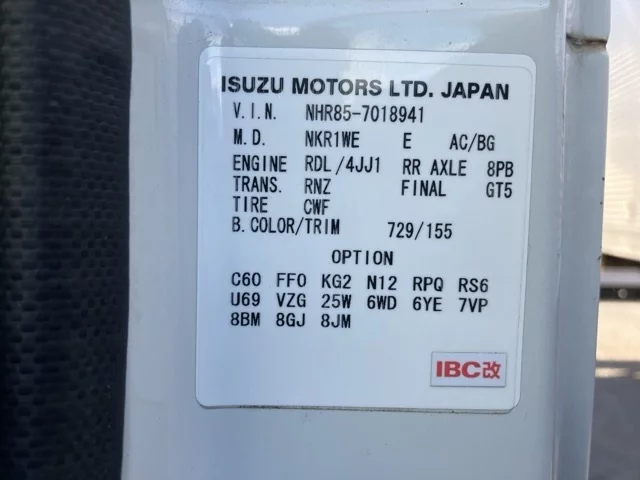 ISUZU MOTORS LTD. JAPAN
V.I.N. NHR85-7018941
M.D. NKR1WE E AC/BG
ENGINE RDL/4JJ1 RR AXLE 8PB
TRANS. RNZ FINAL GT5
TIRE CWF
B.COLOR/TRIM 729/155
OPTION
C60 FF0 KG2 N12 RPQ RS6
U69 VZG 25W 6WD 6YE 7VP
8BM 8GJ 8JM
IBC改